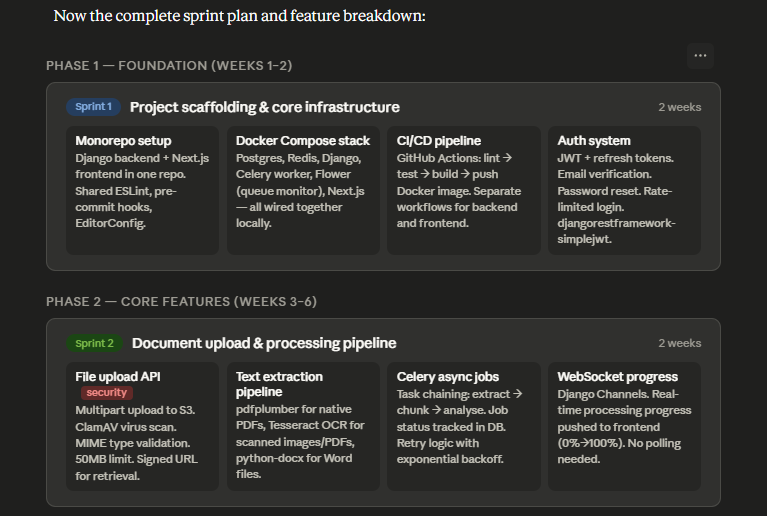 Now the complete sprint plan and feature breakdown:
PHASE 1 — FOUNDATION (WEEKS 1–2)
Sprint 1
Project scaffolding & core infrastructure
2 weeks
Monorepo setup
Django backend + Next.js
frontend in one repo.
Shared ESLint, pre-
commit hooks,
EditorConfig.
Docker Compose stack
Postgres, Redis, Django,
Celery worker, Flower
(queue monitor), Next.js
— all wired together
locally.
CI/CD pipeline
GitHub Actions: lint →
test → build → push
Docker image. Separate
workflows for backend
and frontend.
Auth system
JWT + refresh tokens.
Email verification.
Password reset. Rate-
limited login.
djangorestframework-
simplejwt.
PHASE 2 — CORE FEATURES (WEEKS 3–6)
Sprint 2
Document upload & processing pipeline
2 weeks
File upload API
security
Multipart upload to S3.
ClamAV virus scan.
MIME type validation.
50MB limit. Signed URL
for retrieval.
Text extraction
pipeline
pdfplumber for native
PDFs, Tesseract OCR for
scanned images/PDFs,
python-docx for Word
files.
Celery async jobs
Task chaining: extract →
chunk → analyse. Job
status tracked in DB.
Retry logic with
exponential backoff.
WebSocket progress
Django Channels. Real-
time processing progress
pushed to frontend
(0%→100%). No polling
needed.